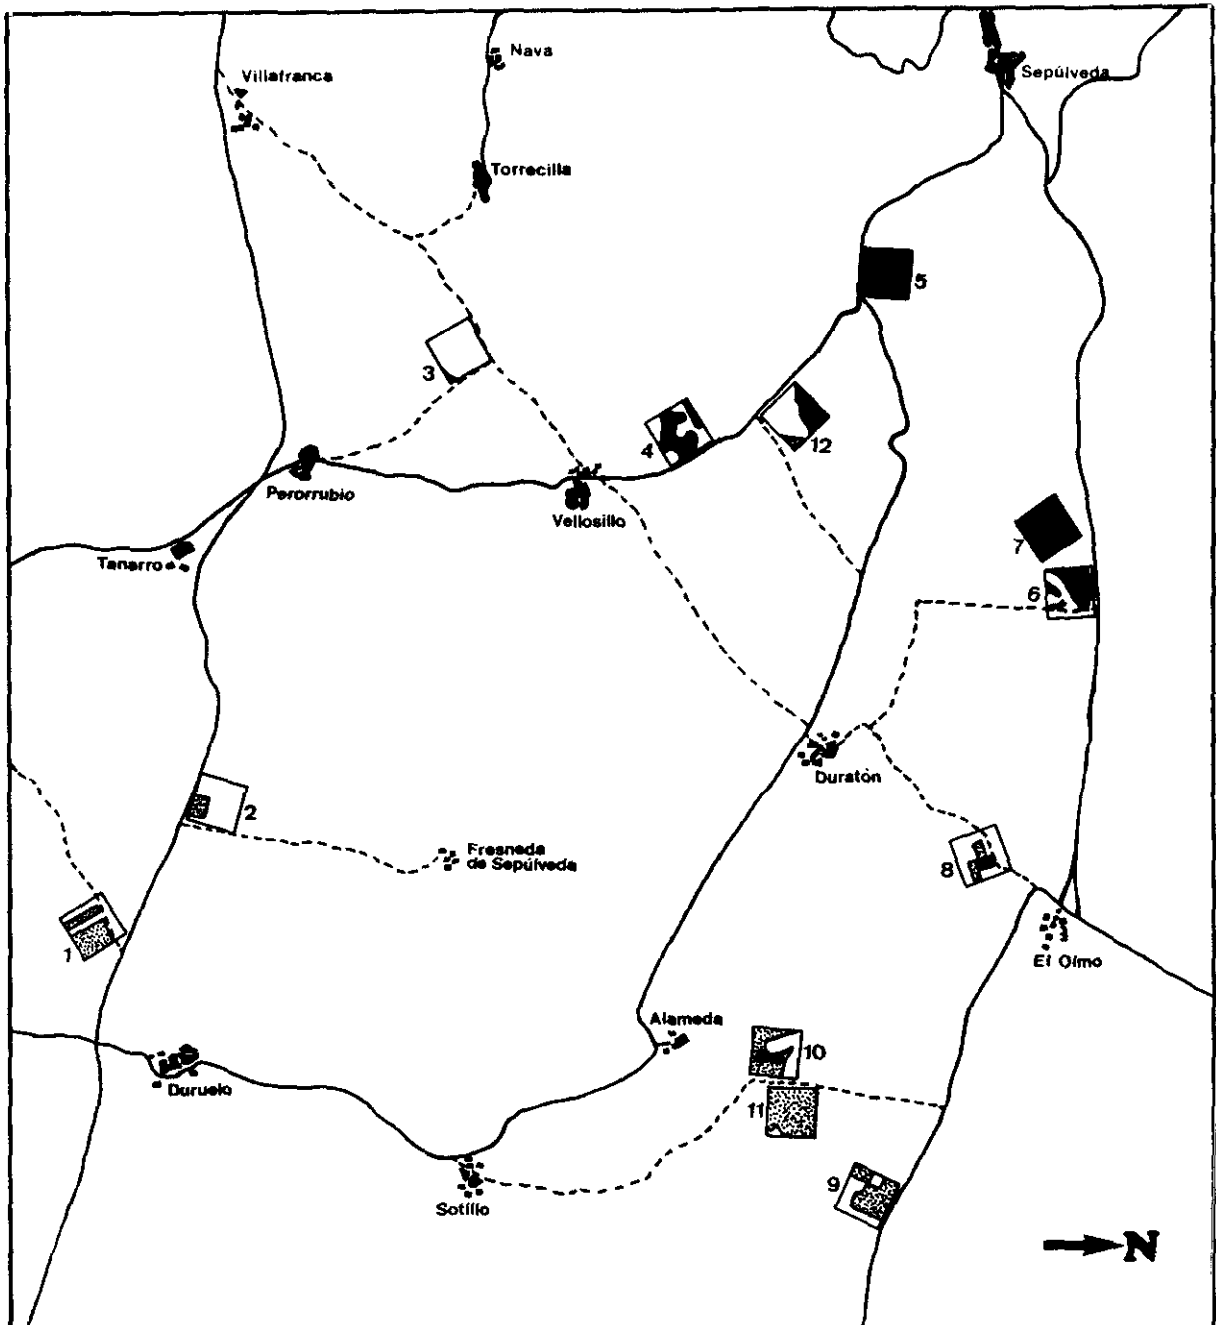 Nava
Villafranca
Sepúlveda
Torrecilla
5
3
4
12
Perorrubio
Vellosillo
7
Tanarro
6
Duratón
2
Fresneda
de Sepúlveda
8
1
El Olmo
Alameda
10
Duruelo
11
9
Sotillo
N